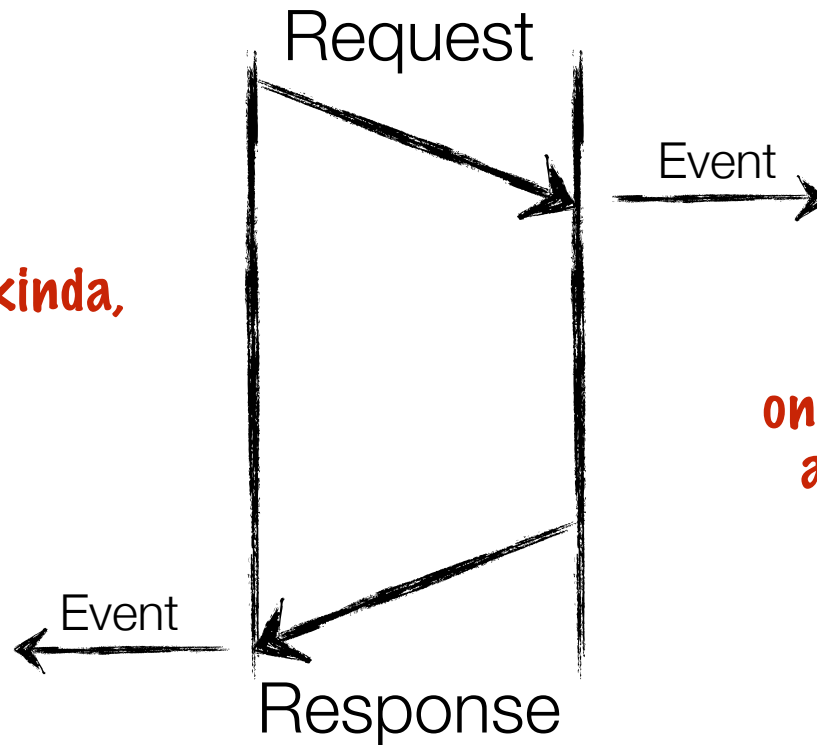 Request
Event
kinda,
on
a
Event
Response